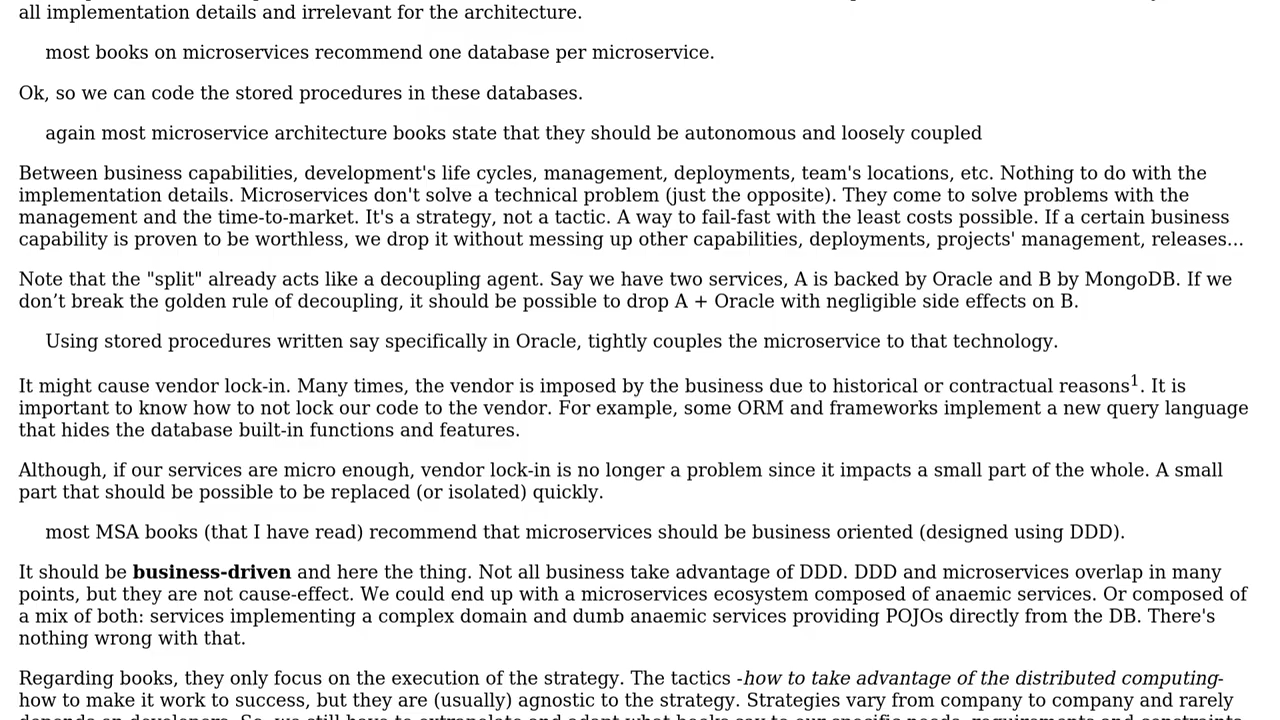 all implementation details and irrelevant for the architecture.
most books on microservices recommend one database per microservice.
Ok, so we can code the stored procedures in these databases.
again most microservice architecture books state that they should be autonomous and loosely coupled
Between business capabilities, development's life cycles, management, deployments, team's locations, etc. Nothing to do with the
implementation details. Microservices don't solve a technical problem (just the opposite). They come to solve problems with the
management and the time-to-market. It's a strategy, not a tactic. A way to fail-fast with the least costs possible. If a certain business
capability is proven to be worthless, we drop it without messing up other capabilities, deployments, projects' management, releases...
Note that the "split" already acts like a decoupling agent. Say we have two services, A is backed by Oracle and B by MongoDB. If we
don’t break the golden rule of decoupling, it should be possible to drop A + Oracle with negligible side effects on B.
Using stored procedures written say specifically in Oracle, tightly couples the microservice to that technology.
It might cause vendor lock-in. Many times, the vendor is imposed by the business due to historical or contractual reasons1. It is
important to know how to not lock our code to the vendor. For example, some ORM and frameworks implement a new query language
that hides the database built-in functions and features.
Although, if our services are micro enough, vendor lock-in is no longer a problem since it impacts a small part of the whole. A small
part that should be possible to be replaced (or isolated) quickly.
most MSA books (that I have read) recommend that microservices should be business oriented (designed using DDD).
It should be business-driven and here the thing. Not all business take advantage of DDD. DDD and microservices overlap in many
points, but they are not cause-effect. We could end up with a microservices ecosystem composed of anaemic services. Or composed of
a mix of both: services implementing a complex domain and dumb anaemic services providing POJOs directly from the DB. There's
nothing wrong with that.
Regarding books, they only focus on the execution of the strategy. The tactics -how to take advantage of the distributed computing-
how to make it work to success, but they are (usually) agnostic to the strategy. Strategies vary from company to company and rarely